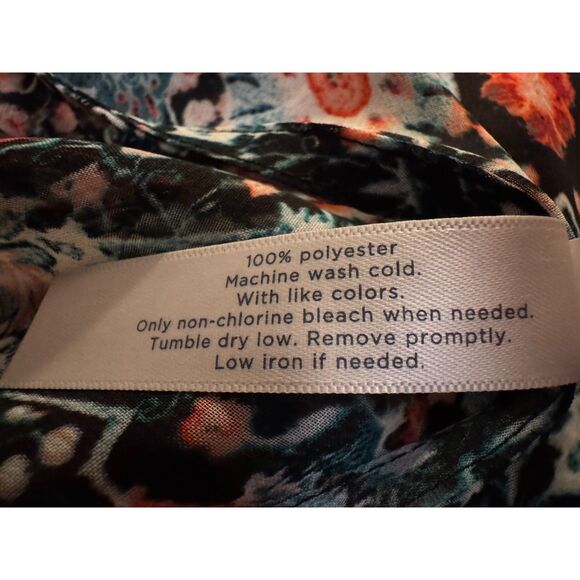 100% polyester
Machine wash cold.
With like colors.
Only non-chlorine bleach when needed.
Tumble dry low. Remove promptly.
Low iron if needed.